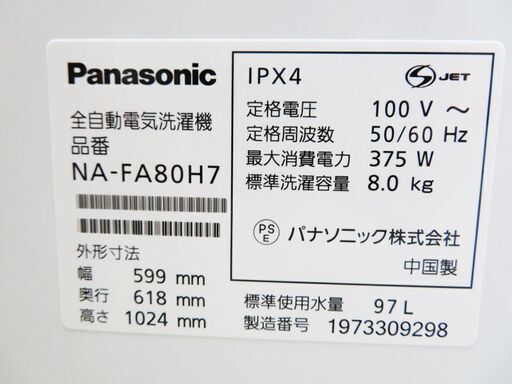 Panasonic
全自動電気洗濯機
品番
NA-FA80H7
外形寸法
幅 599 mm
奥行 618 mm
高さ 1024 mm
IPX4 S JET
定格電圧 100 V ～
定格周波数 50/60 Hz
最大消費電力 375 W
標準洗濯容量 8.0 kg
PSE パナソニック株式会社
中国製
標準使用水量 97 L
製造番号 1973309298